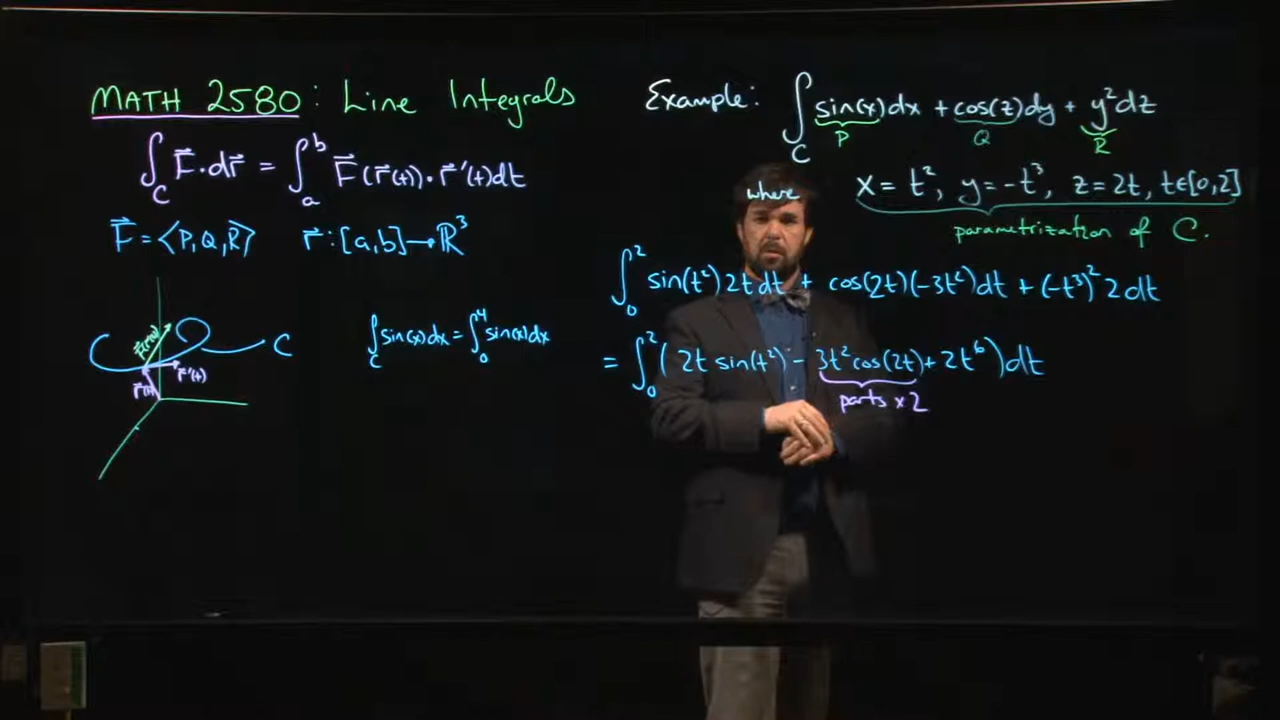 MATH 2580: Line Integrals
∫_C F⃗·dr⃗ = ∫_a^b F⃗(r⃗(t))·r⃗'(t)dt
F⃗ = ⟨P,Q,R⟩ r⃗:[a,b]→ℝ³
C
F⃗(r⃗(t))
r⃗'(t)
r⃗(t)
∫_C sin(x)dx = ∫_0^4 sin(x)dx
Example: ∫_C sin(x)dx + cos(z)dy + y²dz
P Q R
where x = t², y = -t³, z = 2t, t∈[0,2]
parametrization of C.
∫_0^2 sin(t²)2t dt + cos(2t)(-3t²)dt + (-t³)² 2dt
= ∫_0^2 (2t sin(t²) - 3t²cos(2t) + 2t⁶)dt
parts x 2